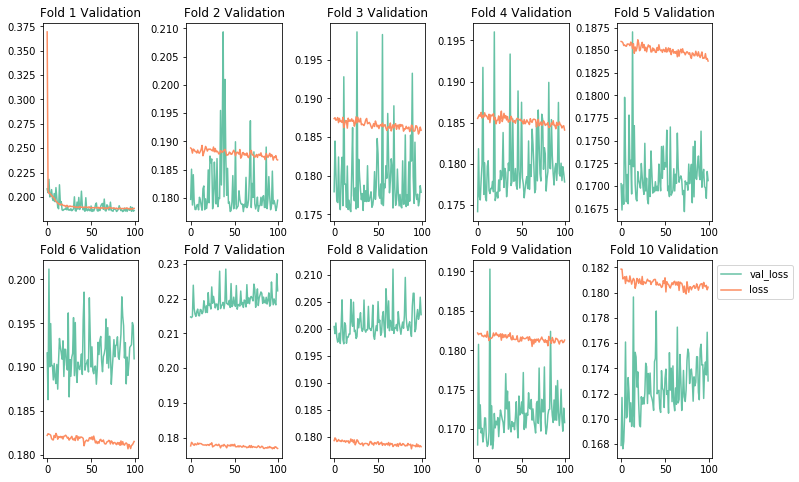 Fold 1 Validation
0.375
0.350
0.325
0.300
0.275
0.250
0.225
0.200
0 50 100
Fold 2 Validation
0.210
0.205
0.200
0.195
0.190
0.185
0.180
0 50 100
Fold 3 Validation
0.195
0.190
0.185
0.180
0.175
0 50 100
Fold 4 Validation
0.195
0.190
0.185
0.180
0.175
0 50 100
Fold 5 Validation
0.1875
0.1850
0.1825
0.1800
0.1775
0.1750
0.1725
0.1700
0.1675
0 50 100
Fold 6 Validation
0.200
0.195
0.190
0.185
0.180
0 50 100
Fold 7 Validation
0.23
0.22
0.21
0.20
0.19
0.18
0 50 100
Fold 8 Validation
0.210
0.205
0.200
0.195
0.190
0.185
0.180
0 50 100
Fold 9 Validation
0.190
0.185
0.180
0.175
0.170
0 50 100
Fold 10 Validation
0.182
0.180
0.178
0.176
0.174
0.172
0.170
0.168
0 50 100
val_loss
loss